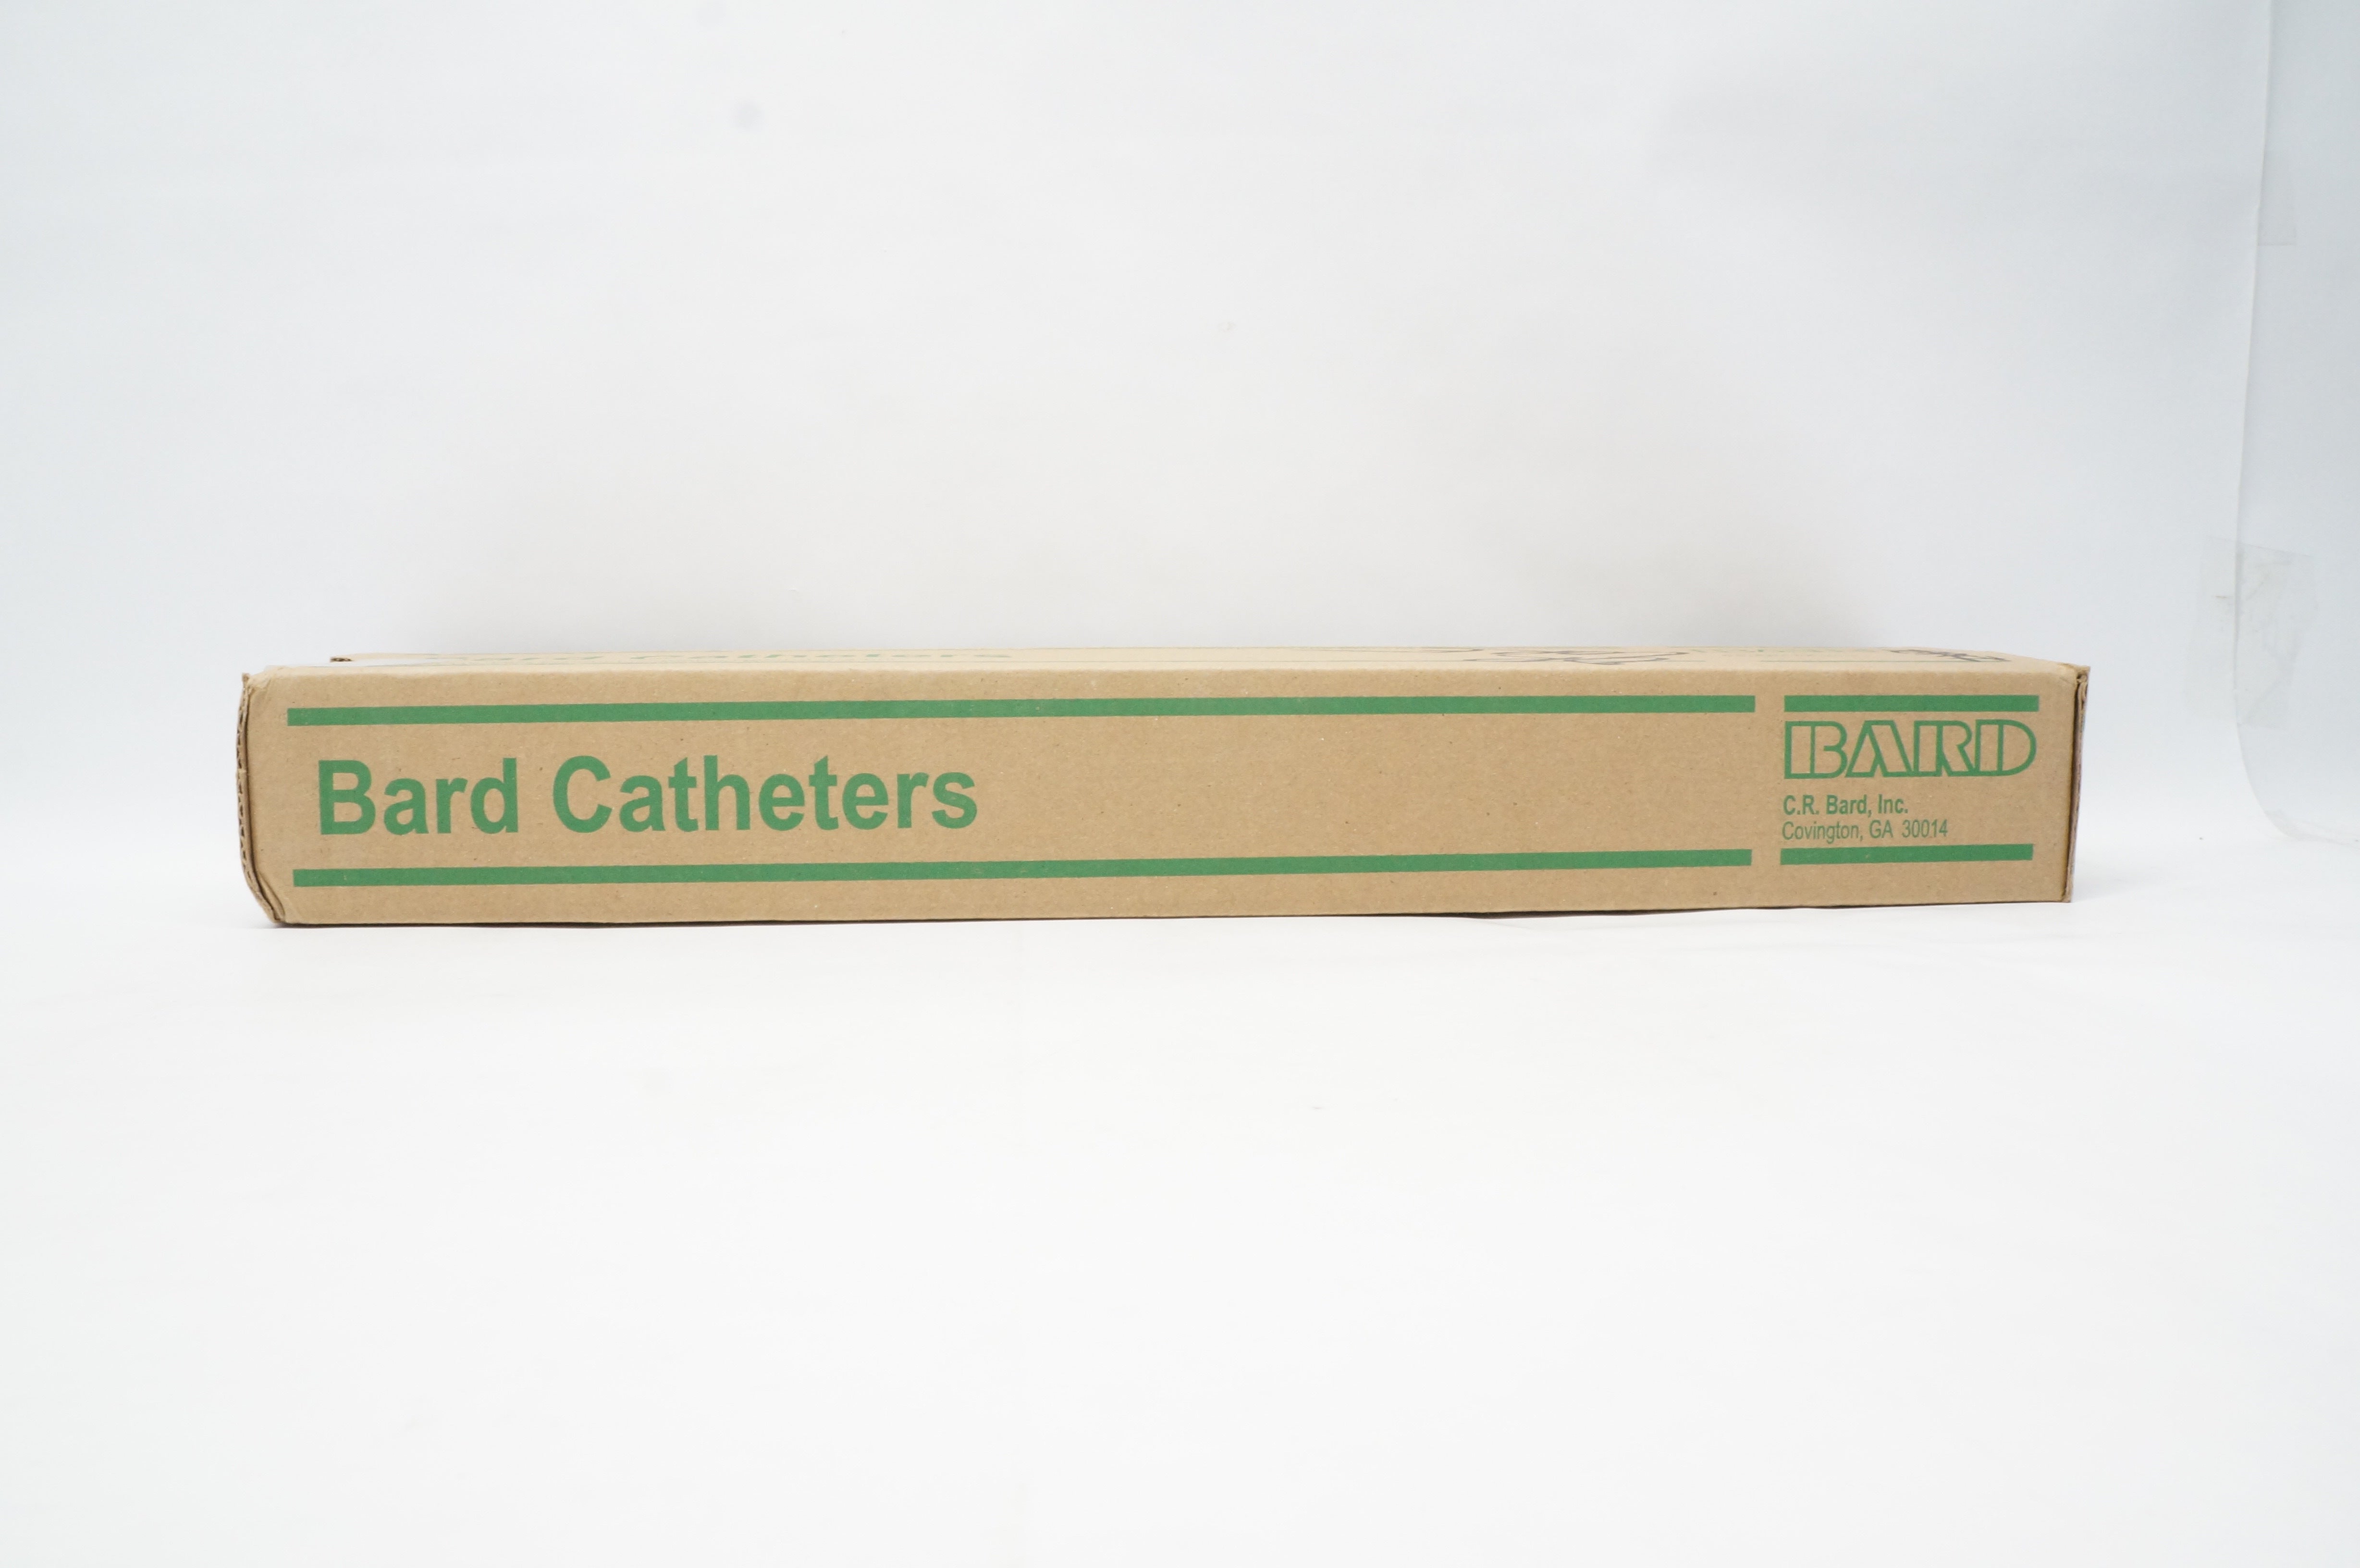 Bard Catheters
BARD
C.R. Bard, Inc.
Covington, GA 30014